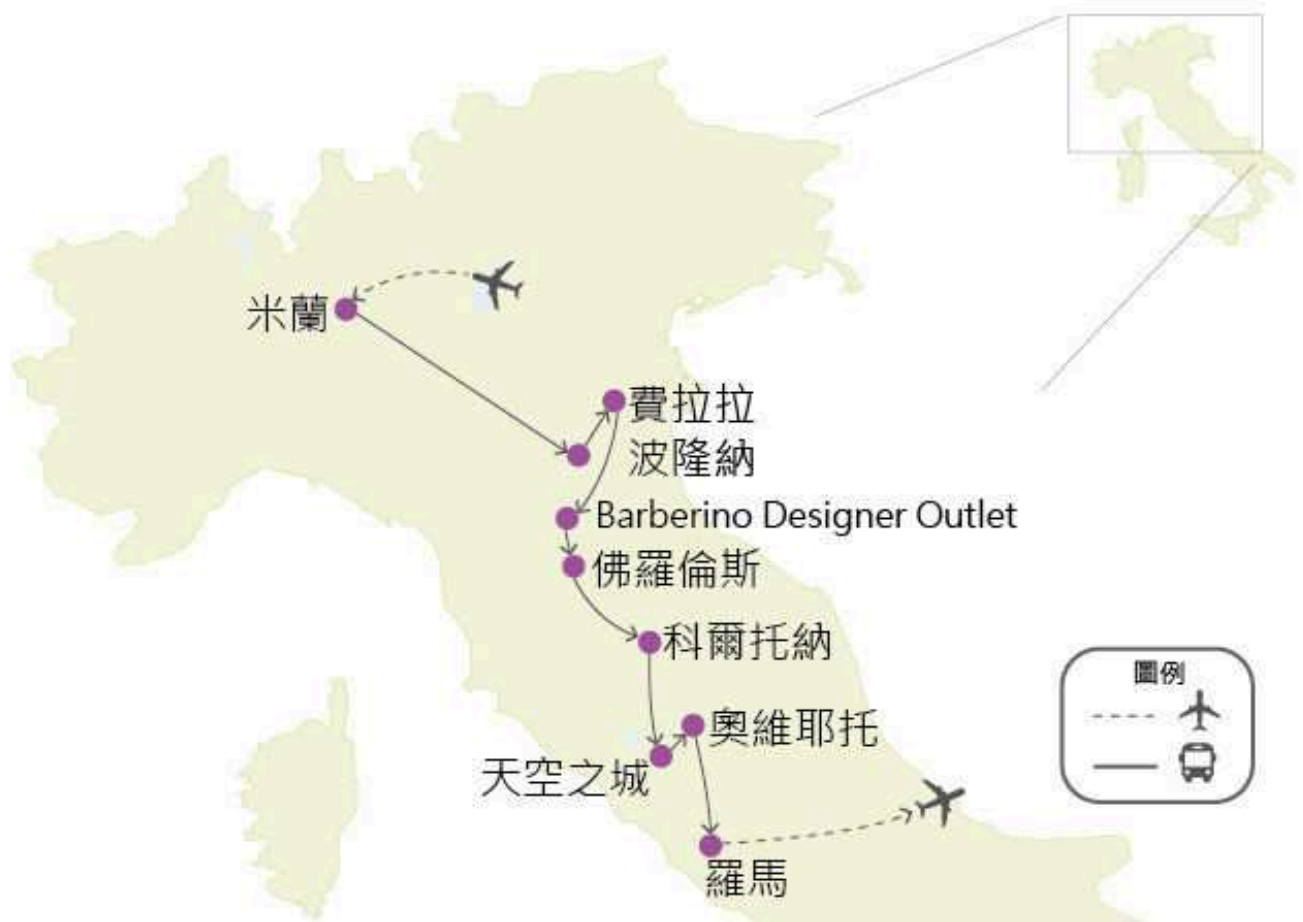 米蘭
費拉拉
波隆納
Barberino Designer Outlet
佛羅倫斯
科爾托納
圖例
奧維耶托
天空之城
羅馬